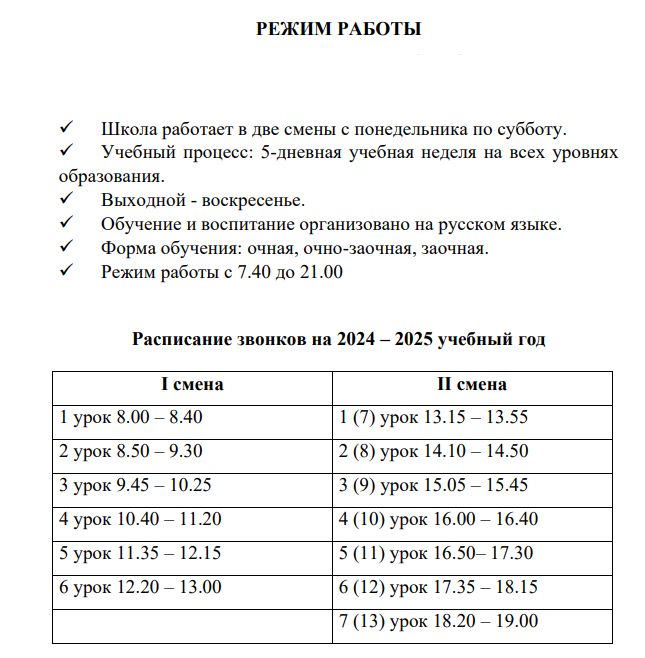 РЕЖИМ РАБОТЫ
✓ Школа работает в две смены с понедельника по субботу.
✓ Учебный процесс: 5-дневная учебная неделя на всех уровнях
образования.
✓ Выходной - воскресенье.
✓ Обучение и воспитание организовано на русском языке.
✓ Форма обучения: очная, очно-заочная, заочная.
✓ Режим работы с 7.40 до 21.00
Расписание звонков на 2024 – 2025 учебный год
I смена II смена
1 урок 8.00 – 8.40 1 (7) урок 13.15 – 13.55
2 урок 8.50 – 9.30 2 (8) урок 14.10 – 14.50
3 урок 9.45 – 10.25 3 (9) урок 15.05 – 15.45
4 урок 10.40 – 11.20 4 (10) урок 16.00 – 16.40
5 урок 11.35 – 12.15 5 (11) урок 16.50– 17.30
6 урок 12.20 – 13.00 6 (12) урок 17.35 – 18.15
7 (13) урок 18.20 – 19.00